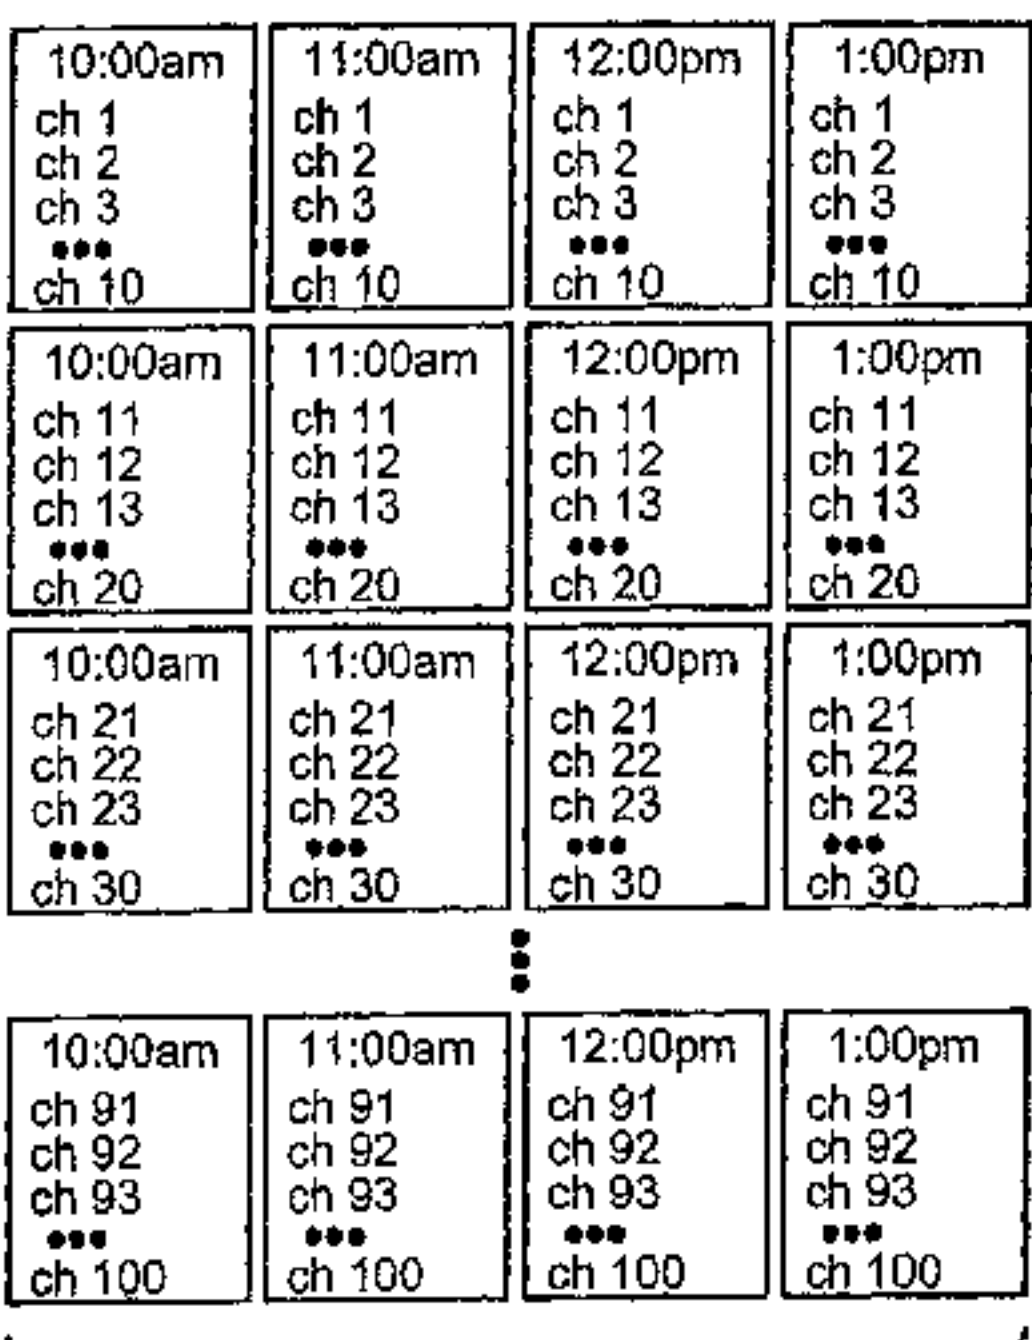 10:00am
ch 1
ch 2
ch 3
•••
ch 10
11:00am
ch 1
ch 2
ch 3
•••
ch 10
12:00pm
ch 1
ch 2
ch 3
•••
ch 10
1:00pm
ch 1
ch 2
ch 3
•••
ch 10
10:00am
ch 11
ch 12
ch 13
•••
ch 20
11:00am
ch 11
ch 12
ch 13
•••
ch 20
12:00pm
ch 11
ch 12
ch 13
•••
ch 20
1:00pm
ch 11
ch 12
ch 13
•••
ch 20
10:00am
ch 21
ch 22
ch 23
•••
ch 30
11:00am
ch 21
ch 22
ch 23
•••
ch 30
12:00pm
ch 21
ch 22
ch 23
•••
ch 30
1:00pm
ch 21
ch 22
ch 23
•••
ch 30
10:00am
ch 91
ch 92
ch 93
•••
ch 100
11:00am
ch 91
ch 92
ch 93
•••
ch 100
12:00pm
ch 91
ch 92
ch 93
•••
ch 100
1:00pm
ch 91
ch 92
ch 93
•••
ch 100